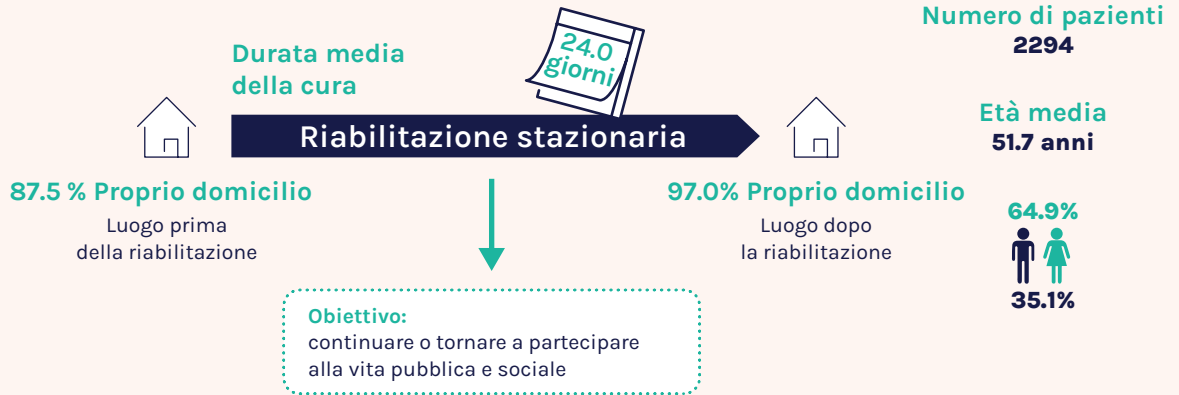 Durata media
della cura
24.0
giorni
Riabilitazione stazionaria
87.5 % Proprio domicilio
Luogo prima
della riabilitazione
97.0% Proprio domicilio
Luogo dopo
la riabilitazione
Obiettivo:
continuare o tornare a partecipare
alla vita pubblica e sociale
Numero di pazienti
2294
Età media
51.7 anni
64.9%
35.1%